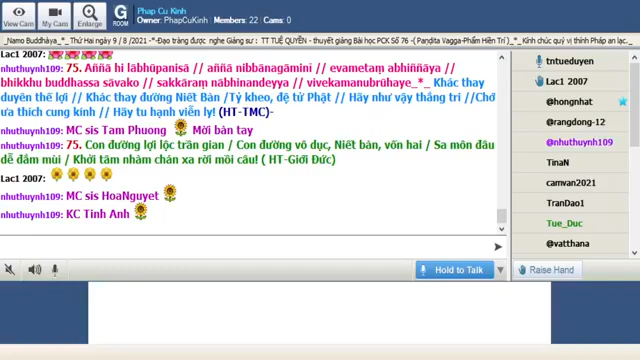 Phap Cu Kinh
Owner: PhapCuKinh , Members: 22 , Cams: 0
View Cam
My Cam
Enlarge
G
ROOM
_Namo Buddhàya_*_ Thứ Hai ngày 9 / 8 / 2021 -*-Đạo tràng được nghe Giảng sư : TT TUỆ QUYỀN – thuyết giảng Bài học PCK Số 76 -( Paṇḍita Vagga-Phẩm Hiền Trí )_*_ Kính chúc quý vị thính Pháp an lạc.
Lac1 2007:
nhuthuynh109: 75. Aññā hi lābhūpanisā // aññā nibbānagāminī // evametaṃ abhiññāya //
bhikkhu buddhassa sāvako // sakkāraṃ nābhinandeyya // vivekamanubrūhaye_*_ Khác thay
duyên thế lợi // Khác thay đường Niết Bàn /Tỷ kheo, đệ tử Phật // Hãy như vậy thắng tri //Chớ
ưa thích cung kính // Hãy tu hạnh viễn ly! (HT-TMC)-
nhuthuynh109: MC sis Tam Phuong Mời bàn tay
nhuthuynh109: 75. Con đường lợi lộc trần gian / Con đường vô dục, Niết bàn, vốn hai / Sa môn đâu
dễ đắm mùi / Khởi tâm nhàm chán xa rời mồi câu! ( HT-Giới Đức)
Lac1 2007:
nhuthuynh109: MC sis HoaNguyet
nhuthuynh109: KC Tinh Anh
tntueduyen
Lac1 2007
@hongnhat
@rangdong-12
@nhuthuynh109
TinaN
camvan2021
TranDao1
Tue_Duc
@vatthana
Hold to Talk
Raise Hand